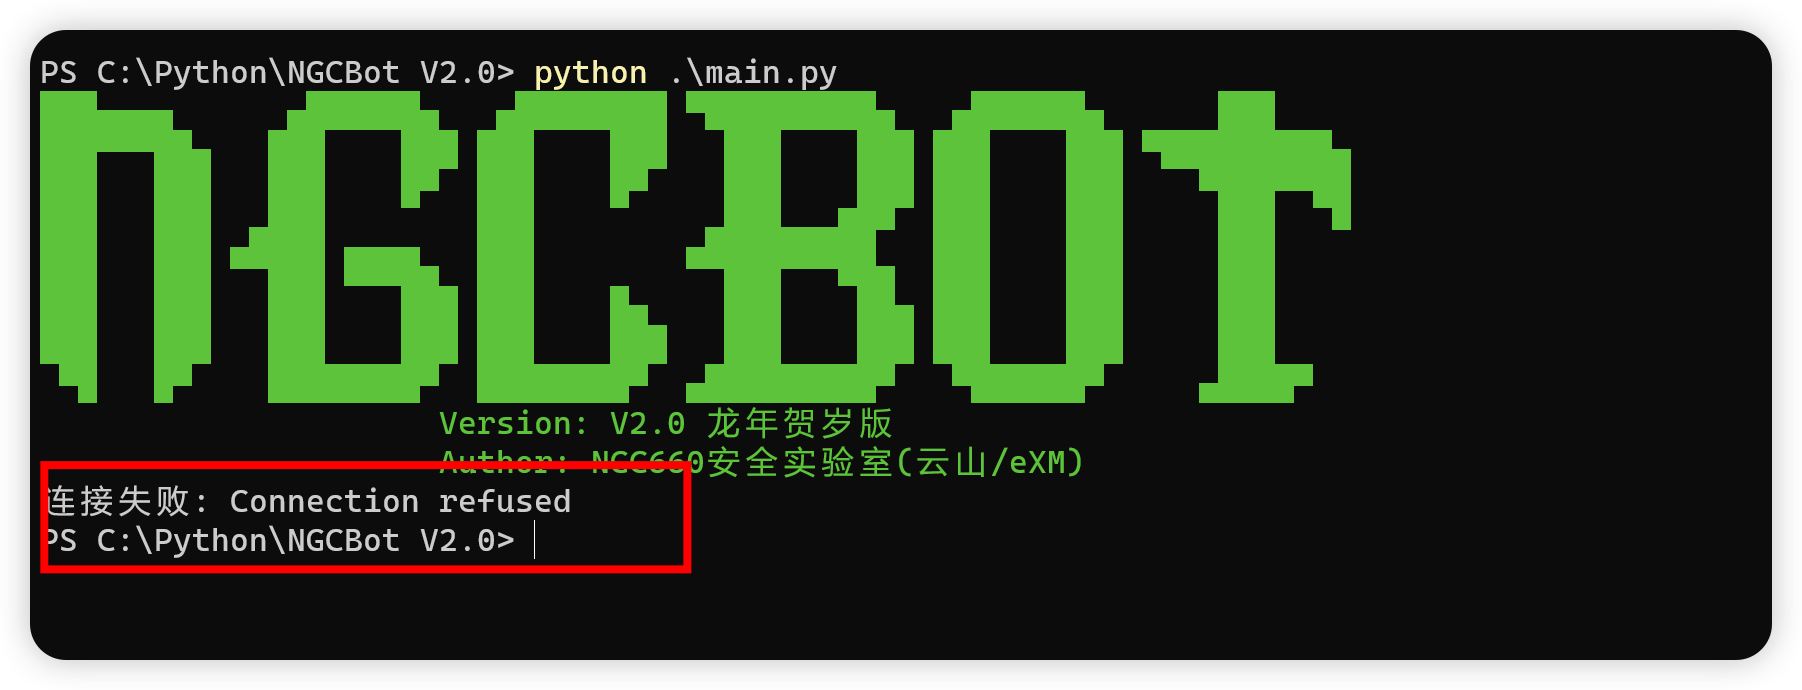 PS C:\Python\NGCBot V2.0> python .\main.py
NGCBOT
Version: V2.0 龙年贺岁版
Author: NGC660安全实验室(云山/eXM)
连接失败: Connection refused
PS C:\Python\NGCBot V2.0>